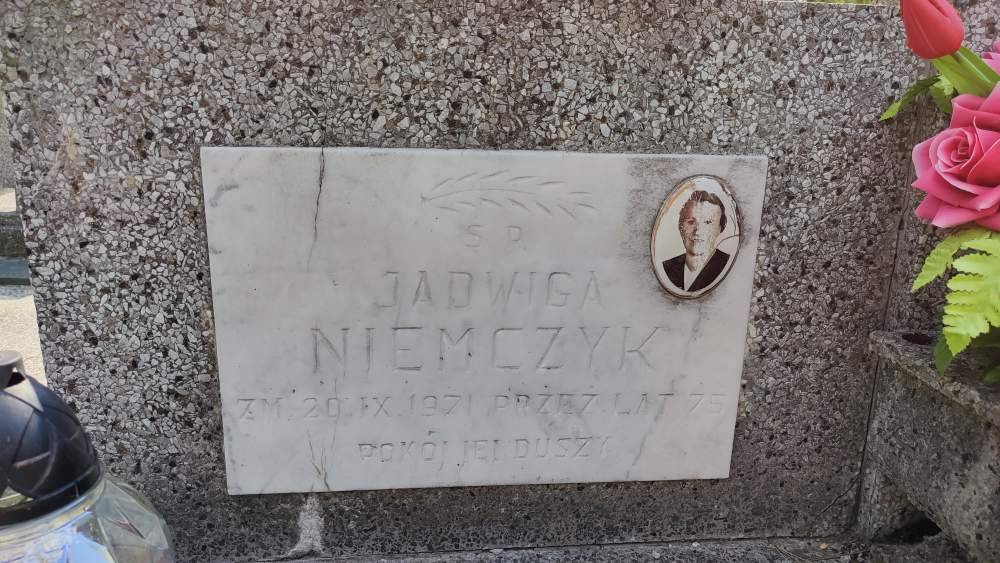 Ś P
JADWIGA
NIEMCZYK
ZM. 20.IX.1971 PRZEŻ. LAT 75
POKÓJ JEJ DUSZY